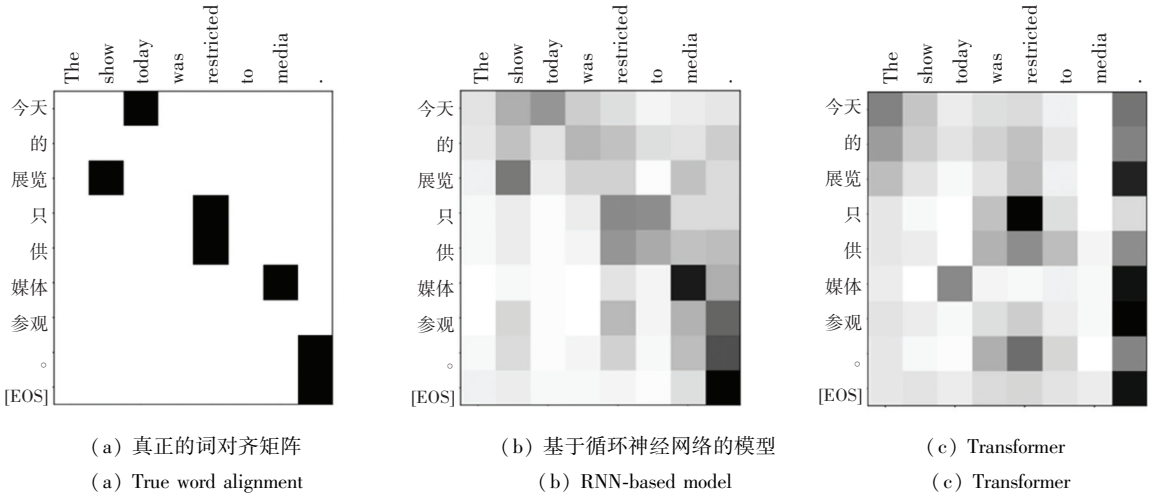 The show today was restricted to media .
The show today was restricted to media .
The show today was restricted to media .
今天
的
展览
只
供
媒体
参观
。
[EOS]
今天
的
展览
只
供
媒体
参观
。
[EOS]
今天
的
展览
只
供
媒体
参观
。
[EOS]
(a) 真正的词对齐矩阵
(a) True word alignment
(b) 基于循环神经网络的模型
(b) RNN-based model
(c) Transformer
(c) Transformer